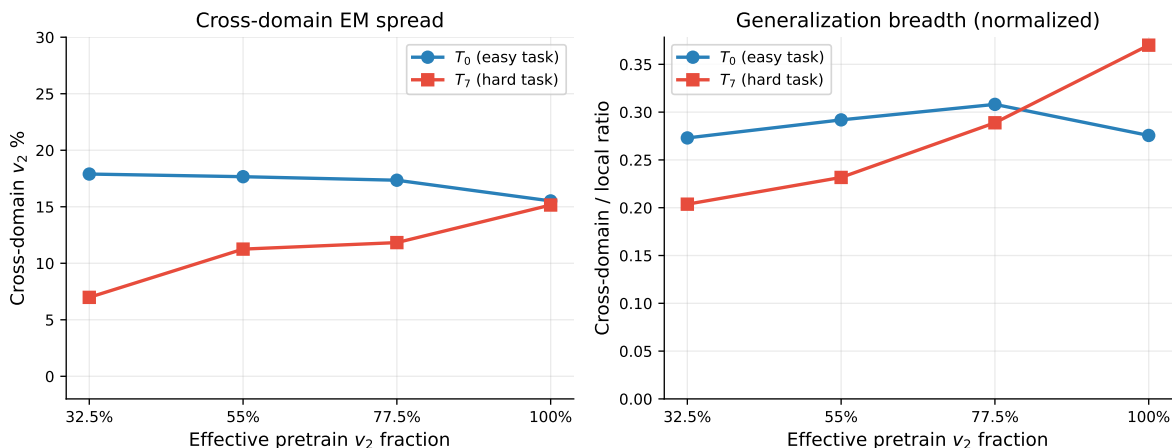 Cross-domain EM spread
30
25
20
15
10
5
0
Cross-domain v₂ %
T₀ (easy task)
T₇ (hard task)
32.5%
55%
77.5%
100%
Effective pretrain v₂ fraction
Generalization breadth (normalized)
0.35
0.30
0.25
0.20
0.15
0.10
0.05
0.00
Cross-domain / local ratio
T₀ (easy task)
T₇ (hard task)
32.5%
55%
77.5%
100%
Effective pretrain v₂ fraction